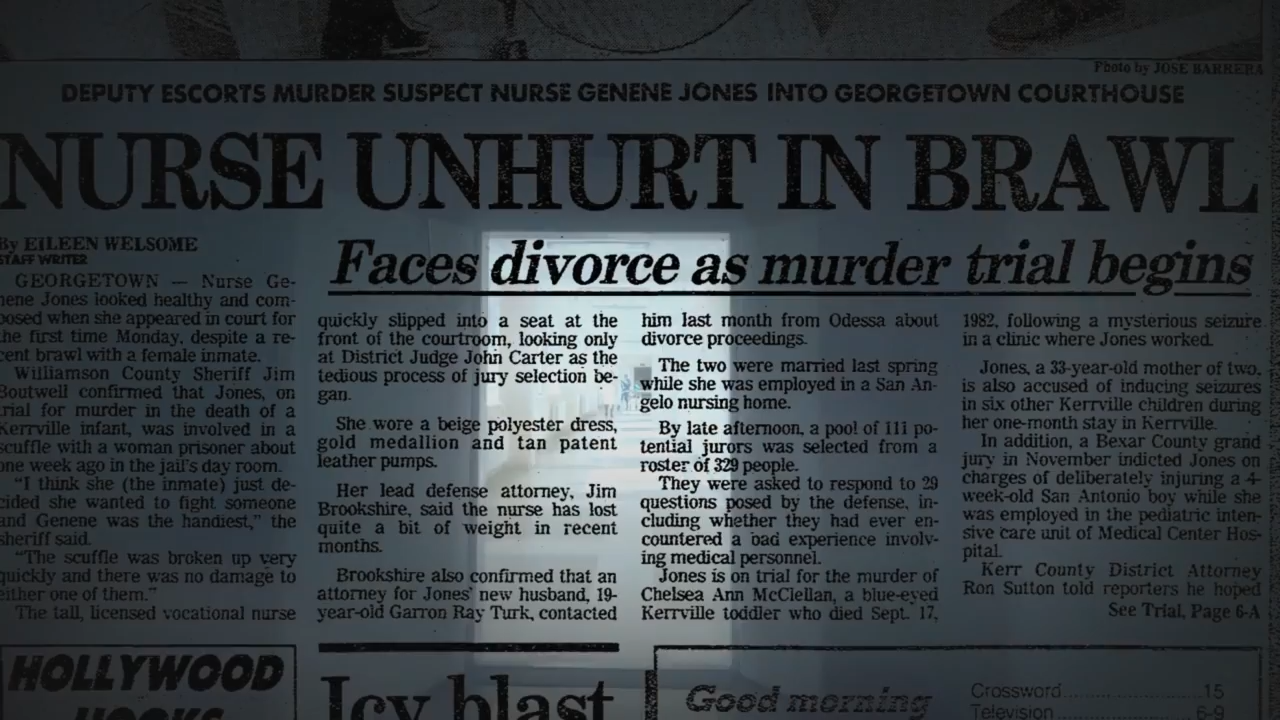 Photo by JOSE BARRERA
DEPUTY ESCORTS MURDER SUSPECT NURSE GENENE JONES INTO GEORGETOWN COURTHOUSE
NURSE UNHURT IN BRAWL
By EILEEN WELSOME
STAFF WRITER
Faces divorce as murder trial begins
GEORGETOWN — Nurse Ge-
nene Jones looked healthy and com-
posed when she appeared in court for
the first time Monday, despite a re-
cent brawl with a female inmate.
Williamson County Sheriff Jim
Boutwell confirmed that Jones, on
trial for murder in the death of a
Kerrville infant, was involved in a
scuffle with a woman prisoner about
one week ago in the jail's day room.
"I think she (the inmate) just de-
cided she wanted to fight someone
and Genene was the handiest," the
sheriff said.
"The scuffle was broken up very
quickly and there was no damage to
either one of them."
The tall, licensed vocational nurse
quickly slipped into a seat at the
front of the courtroom, looking only
at District Judge John Carter as the
tedious process of jury selection be-
gan.
She wore a beige polyester dress,
gold medallion and tan patent
leather pumps.
Her lead defense attorney, Jim
Brookshire, said the nurse has lost
quite a bit of weight in recent
months.
Brookshire also confirmed that an
attorney for Jones' new husband, 19-
year-old Garron Ray Turk, contacted
him last month from Odessa about
divorce proceedings.
The two were married last spring
while she was employed in a San An-
gelo nursing home.
By late afternoon, a pool of 111 po-
tential jurors was selected from a
roster of 329 people.
They were asked to respond to 29
questions posed by the defense, in-
cluding whether they had ever en-
countered a bad experience involv-
ing medical personnel.
Jones is on trial for the murder of
Chelsea Ann McClellan, a blue-eyed
Kerrville toddler who died Sept. 17,
1982, following a mysterious seizure
in a clinic where Jones worked.
Jones, a 33-year-old mother of two,
is also accused of inducing seizures
in six other Kerrville children during
her one-month stay in Kerrville.
In addition, a Bexar County grand
jury in November indicted Jones on
charges of deliberately injuring a 4-
week-old San Antonio boy while she
was employed in the pediatric inten-
sive care unit of Medical Center Hos-
pital.
Kerr County District Attorney
Ron Sutton told reporters he hoped
See Trial, Page 6-A
HOLLYWOOD
Icy blast
Good morning
Crossword..................15
Television..................6-9